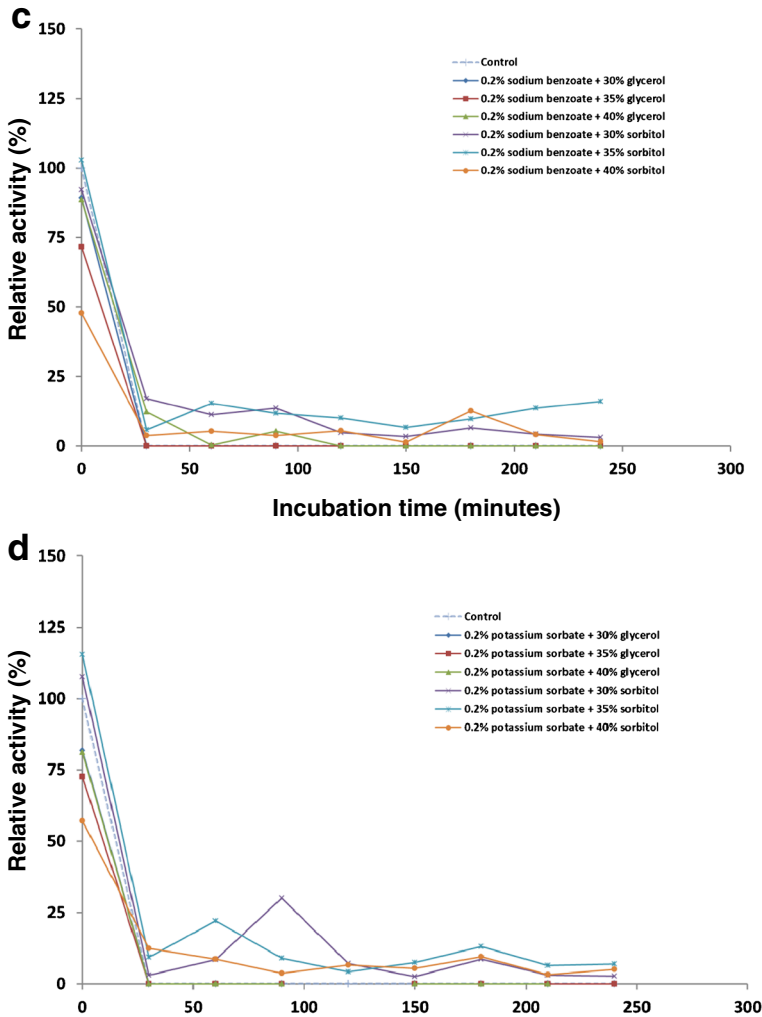 c
150
125
100
75
50
25
0
Relative activity (%)
Control
0.2% sodium benzoate + 30% glycerol
0.2% sodium benzoate + 35% glycerol
0.2% sodium benzoate + 40% glycerol
0.2% sodium benzoate + 30% sorbitol
0.2% sodium benzoate + 35% sorbitol
0.2% sodium benzoate + 40% sorbitol
0 50 100 150 200 250 300
Incubation time (minutes)
d
150
125
100
75
50
25
0
Relative activity (%)
Control
0.2% potassium sorbate + 30% glycerol
0.2% potassium sorbate + 35% glycerol
0.2% potassium sorbate + 40% glycerol
0.2% potassium sorbate + 30% sorbitol
0.2% potassium sorbate + 35% sorbitol
0.2% potassium sorbate + 40% sorbitol
0 50 100 150 200 250 300